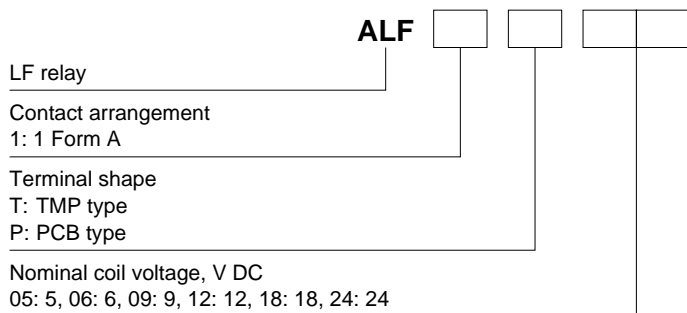 ALF
LF relay
Contact arrangement
1: 1 Form A
Terminal shape
T: TMP type
P: PCB type
Nominal coil voltage, V DC
05: 5, 06: 6, 09: 9, 12: 12, 18: 18, 24: 24